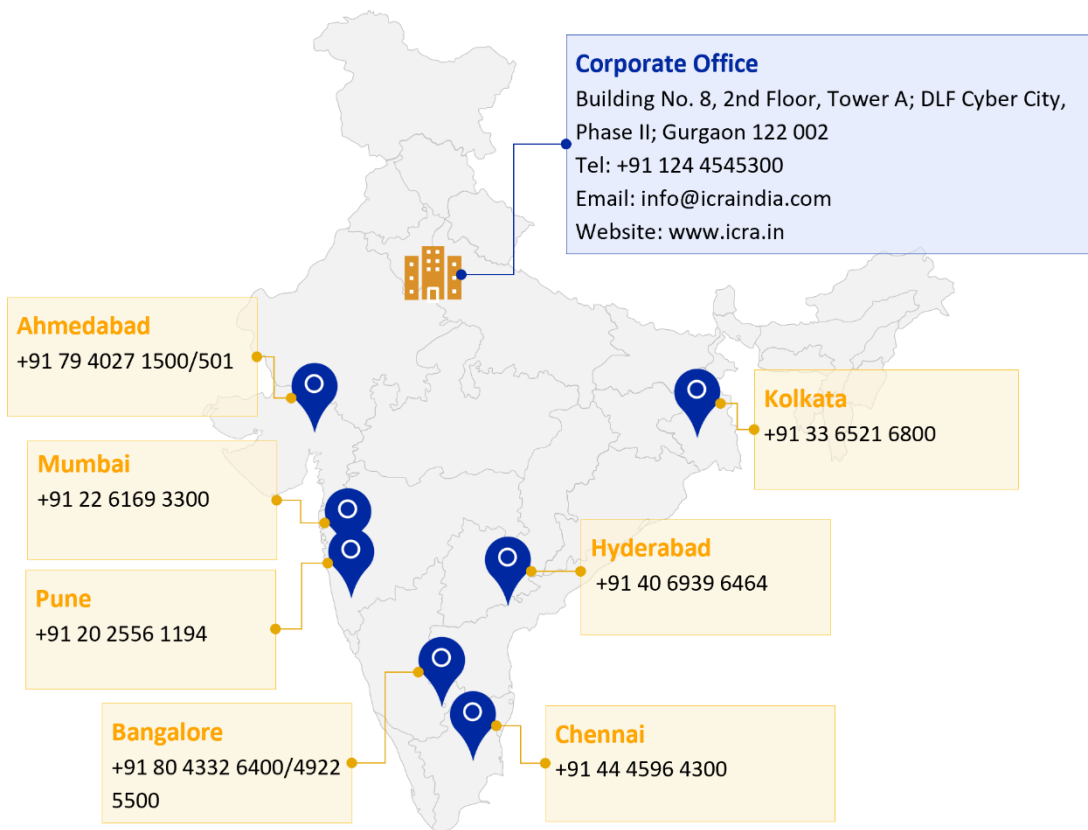 Corporate Office
Building No. 8, 2nd Floor, Tower A; DLF Cyber City,
Phase II; Gurgaon 122 002
Tel: +91 124 4545300
Email: info@icraindia.com
Website: www.icra.in
Ahmedabad
+91 79 4027 1500/501
Kolkata
+91 33 6521 6800
Mumbai
+91 22 6169 3300
Hyderabad
+91 40 6939 6464
Pune
+91 20 2556 1194
Bangalore
+91 80 4332 6400/4922
5500
Chennai
+91 44 4596 4300